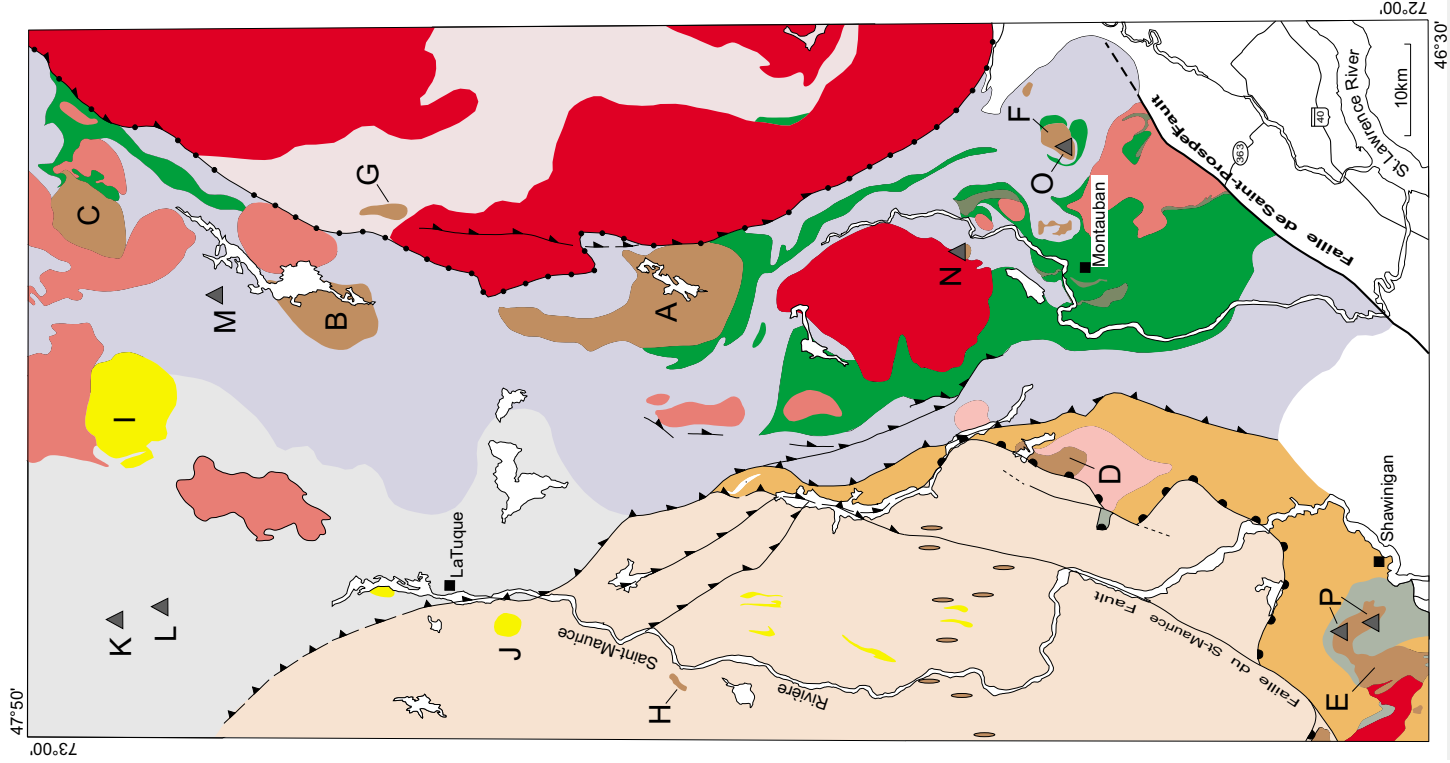 72°00'
46°30'
St.Lawrence River
10km
40
363
F
O
Montauban
Fault
Faille de Saint-Prosper
G
C
N
A
M
B
I
D
Shawinigan
LaTuque
K
L
P
J
Saint-Maurice
Rivière
H
Fault
Faille du St-Maurice
E
47°50'
73°00'